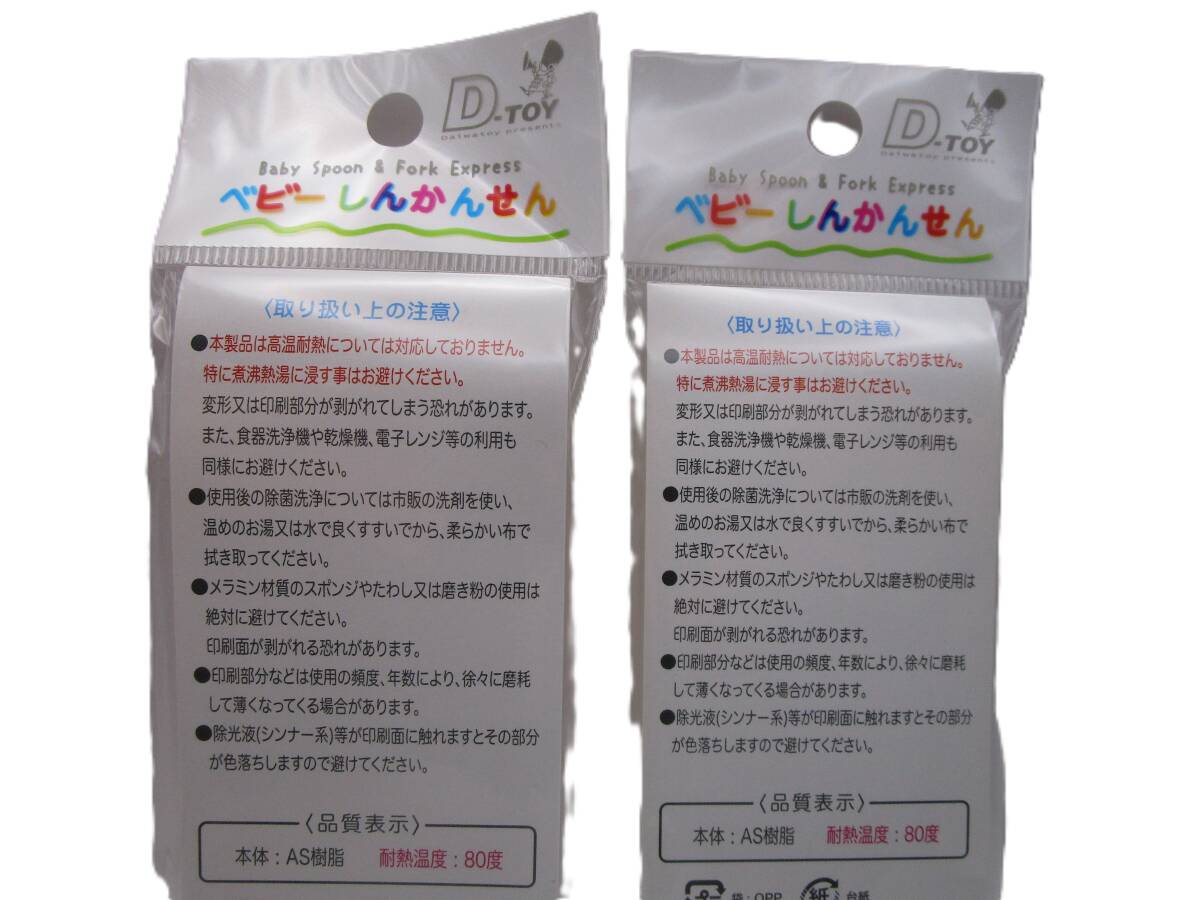 D-TOY
Daiwatoy presents
Baby Spoon & Fork Express
ベビーしんかんせん
〈取り扱い上の注意〉
●本製品は高温耐熱については対応しておりません。
特に煮沸熱湯に浸す事はお避けください。
変形又は印刷部分が剥がれてしまう恐れがあります。
また、食器洗浄機や乾燥機、電子レンジ等の利用も
同様にお避けください。
●使用後の除菌洗浄については市販の洗剤を使い、
温めのお湯又は水で良くすすいでから、柔らかい布で
拭き取ってください。
●メラミン材質のスポンジやたわし又は磨き粉の使用は
絶対に避けてください。
印刷面が剥がれる恐れがあります。
●印刷部分などは使用の頻度、年数により、徐々に磨耗
して薄くなってくる場合があります。
●除光液(シンナー系)等が印刷面に触れますとその部分
が色落ちしますので避けてください。
〈品質表示〉
本体：AS樹脂 耐熱温度：80度
D-TOY
Daiwatoy presents
Baby Spoon & Fork Express
ベビーしんかんせん
〈取り扱い上の注意〉
●本製品は高温耐熱については対応しておりません。
特に煮沸熱湯に浸す事はお避けください。
変形又は印刷部分が剥がれてしまう恐れがあります。
また、食器洗浄機や乾燥機、電子レンジ等の利用も
同様にお避けください。
●使用後の除菌洗浄については市販の洗剤を使い、
温めのお湯又は水で良くすすいでから、柔らかい布で
拭き取ってください。
●メラミン材質のスポンジやたわし又は磨き粉の使用は
絶対に避けてください。
印刷面が剥がれる恐れがあります。
●印刷部分などは使用の頻度、年数により、徐々に磨耗
して薄くなってくる場合があります。
●除光液(シンナー系)等が印刷面に触れますとその部分
が色落ちしますので避けてください。
〈品質表示〉
本体：AS樹脂 耐熱温度：80度
袋：OPP 紙 台紙